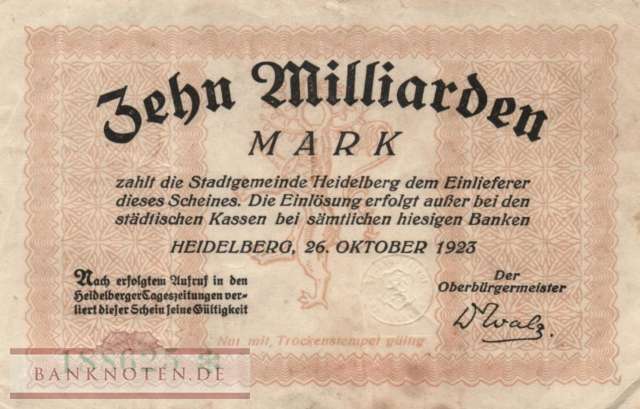 Zehn Milliarden
MARK
zahlt die Stadtgemeinde Heidelberg dem Einlieferer
dieses Scheines. Die Einlösung erfolgt außer bei den
städtischen Kassen bei sämtlichen hiesigen Banken
HEIDELBERG, 26. OKTOBER 1923
Nach erfolgtem Aufruf in den
Heidelberger Tageszeitungen ver-
liert dieser Schein seine Gültigkeit
Der
Oberbürgermeister
D Walz.
Nur mit Trockenstempel gültig
BANKNOTEN.DE